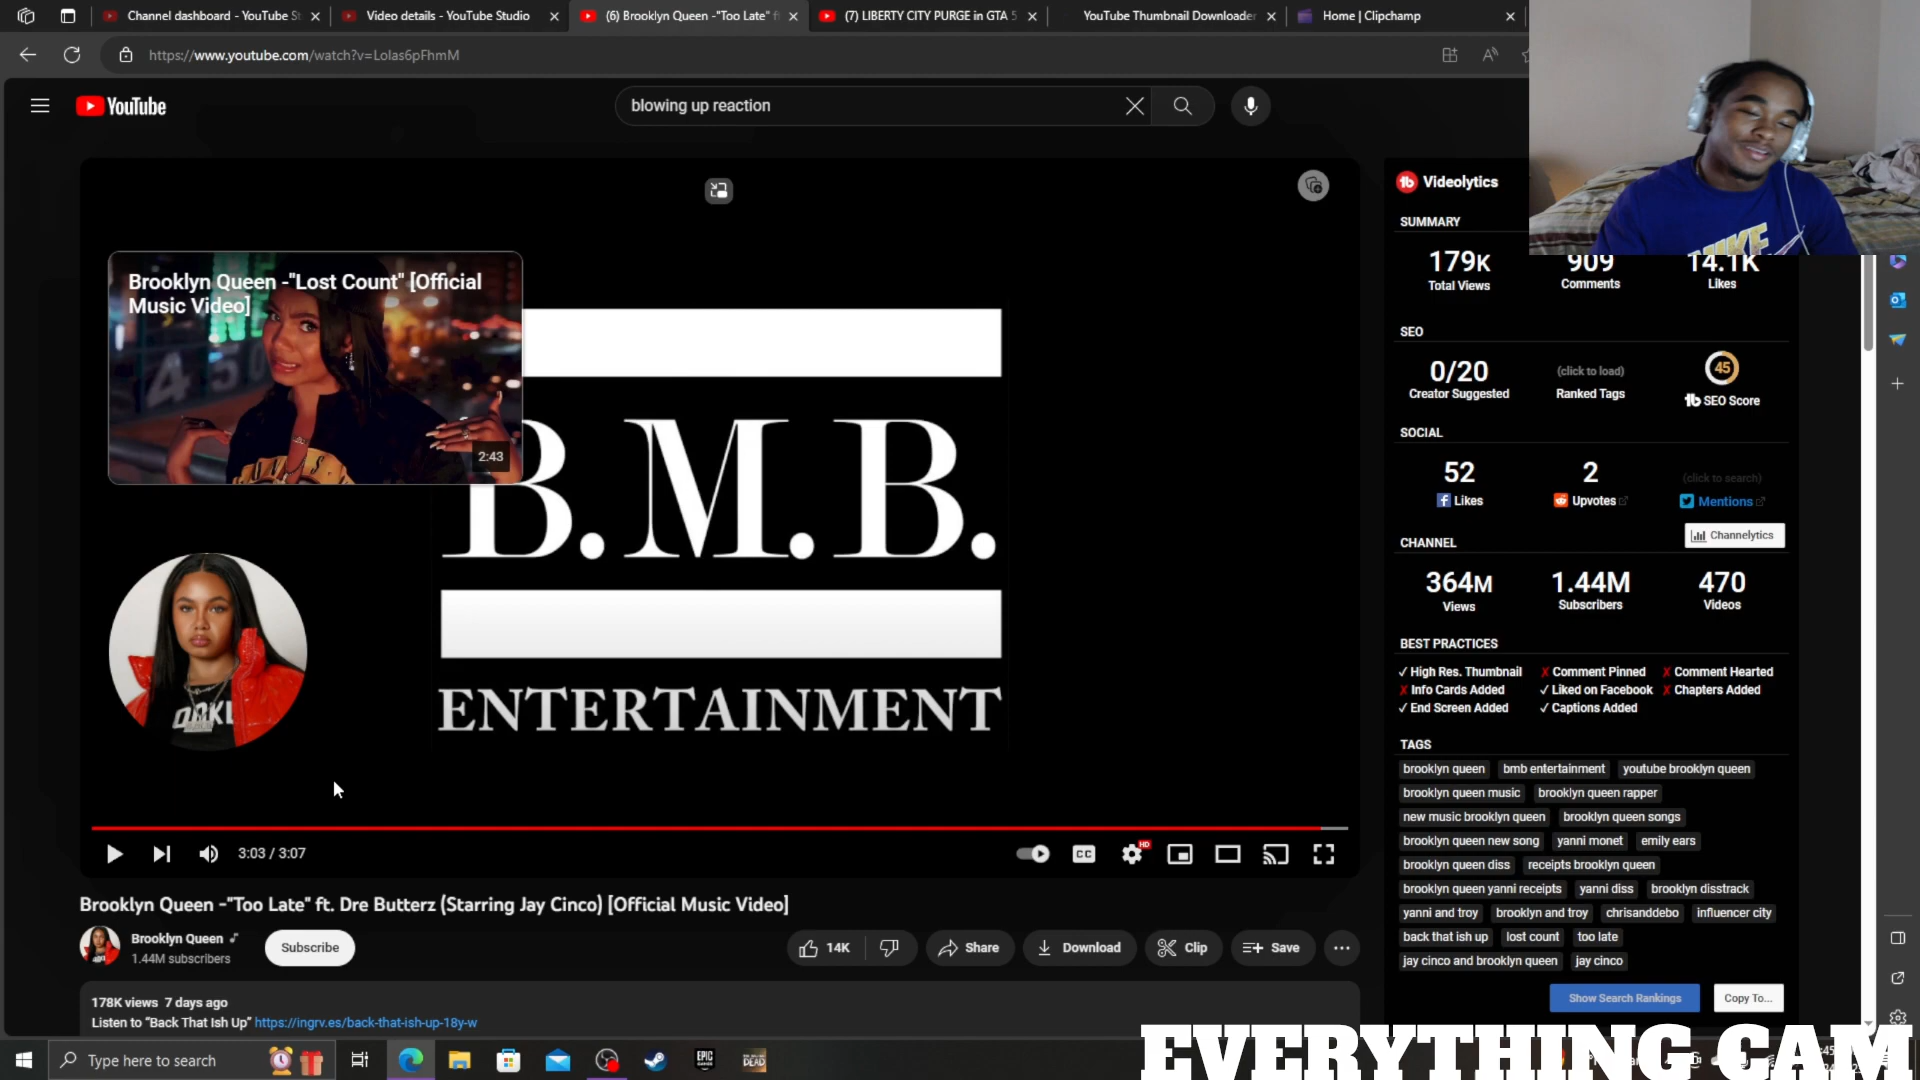 Channel dashboard - YouTube St
Video details - YouTube Studio
(6) Brooklyn Queen -"Too Late" f
(7) LIBERTY CITY PURGE in GTA 5
YouTube Thumbnail Downloader
Home | Clipchamp
https://www.youtube.com/watch?v=Lolas6pFhmM
YouTube
blowing up reaction
Brooklyn Queen -"Lost Count" [Official
Music Video]
2:43
B.M.B.
ENTERTAINMENT
3:03 / 3:07
CC
HD
Brooklyn Queen -"Too Late" ft. Dre Butterz (Starring Jay Cinco) [Official Music Video]
Brooklyn Queen
1.44M subscribers
Subscribe
14K
Share
Download
Clip
Save
178K views 7 days ago
Listen to “Back That Ish Up” https://ingrv.es/back-that-ish-up-18y-w
Videolytics
SUMMARY
179K
909
14.1K
Total Views
Comments
Likes
SEO
0/20
(click to load)
45
Creator Suggested
Ranked Tags
SEO Score
SOCIAL
52
2
(click to search)
Likes
Upvotes
Mentions
CHANNEL
Channelytics
364M
1.44M
470
Views
Subscribers
Videos
BEST PRACTICES
✓ High Res. Thumbnail
✗ Comment Pinned
✗ Comment Hearted
✗ Info Cards Added
✓ Liked on Facebook
✗ Chapters Added
✓ End Screen Added
✓ Captions Added
TAGS
brooklyn queen
bmb entertainment
youtube brooklyn queen
brooklyn queen music
brooklyn queen rapper
new music brooklyn queen
brooklyn queen songs
brooklyn queen new song
yanni monet
emily ears
brooklyn queen diss
receipts brooklyn queen
brooklyn queen yanni receipts
yanni diss
brooklyn disstrack
yanni and troy
brooklyn and troy
chrisanddebo
influencer city
back that ish up
lost count
too late
jay cinco and brooklyn queen
jay cinco
Show Search Rankings
Copy To...
Type here to search
EPIC
GAMES
DEAD
EVERYTHING CAM